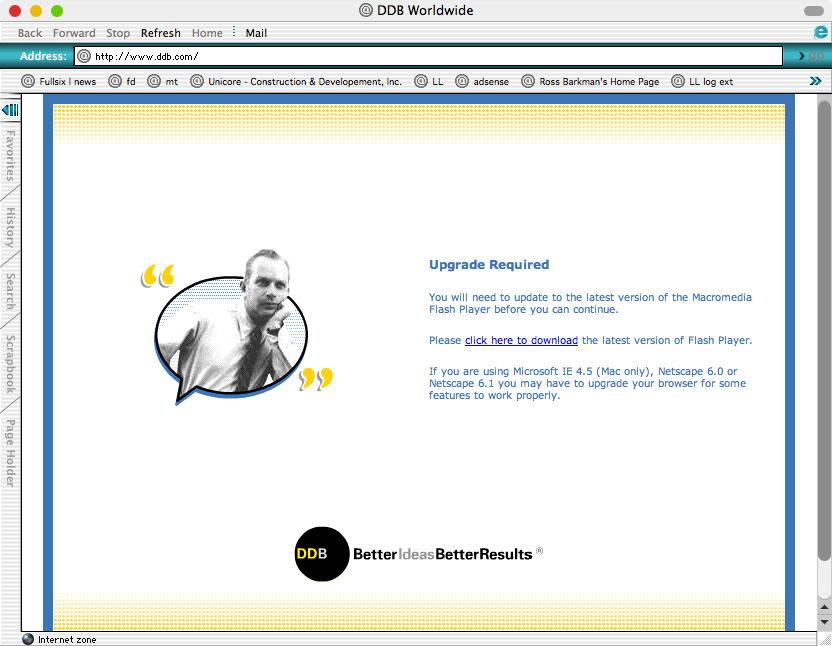 DDB Worldwide
Back Forward Stop Refresh Home Mail
Address: http://www.ddb.com/ go
Fullsix | news fd mt Unicore - Construction & Developement, Inc. LL adsense Ross Barkman's Home Page LL log ext
Favorites
History
Search
Scrapbook
Page Holder
“
”
Upgrade Required
You will need to update to the latest version of the Macromedia
Flash Player before you can continue.
Please click here to download the latest version of Flash Player.
If you are using Microsoft IE 4.5 (Mac only), Netscape 6.0 or
Netscape 6.1 you may have to upgrade your browser for some
features to work properly.
DDB BetterIdeasBetterResults ®
Internet zone